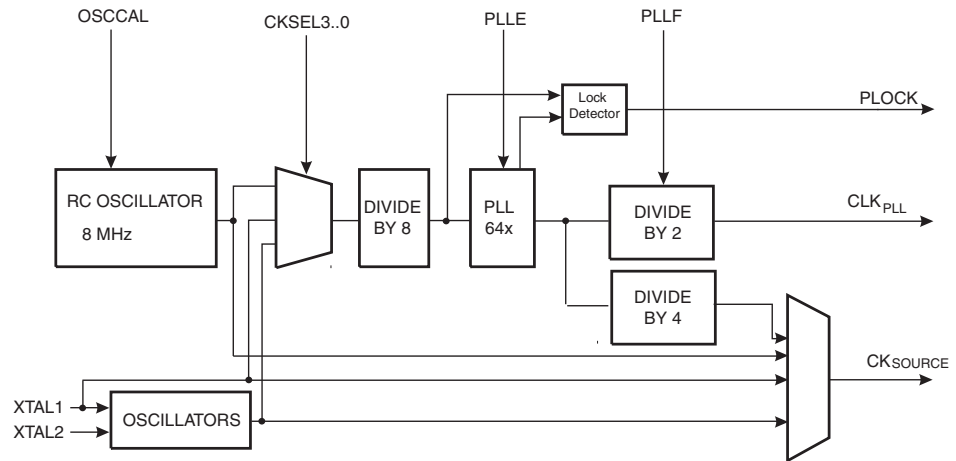 OSCCAL
CKSEL3..0
PLLE
PLLF
Lock
Detector
PLOCK
RC OSCILLATOR
8 MHz
DIVIDE
BY 8
PLL
64x
DIVIDE
BY 2
CLKPLL
DIVIDE
BY 4
CKSOURCE
XTAL1
XTAL2
OSCILLATORS